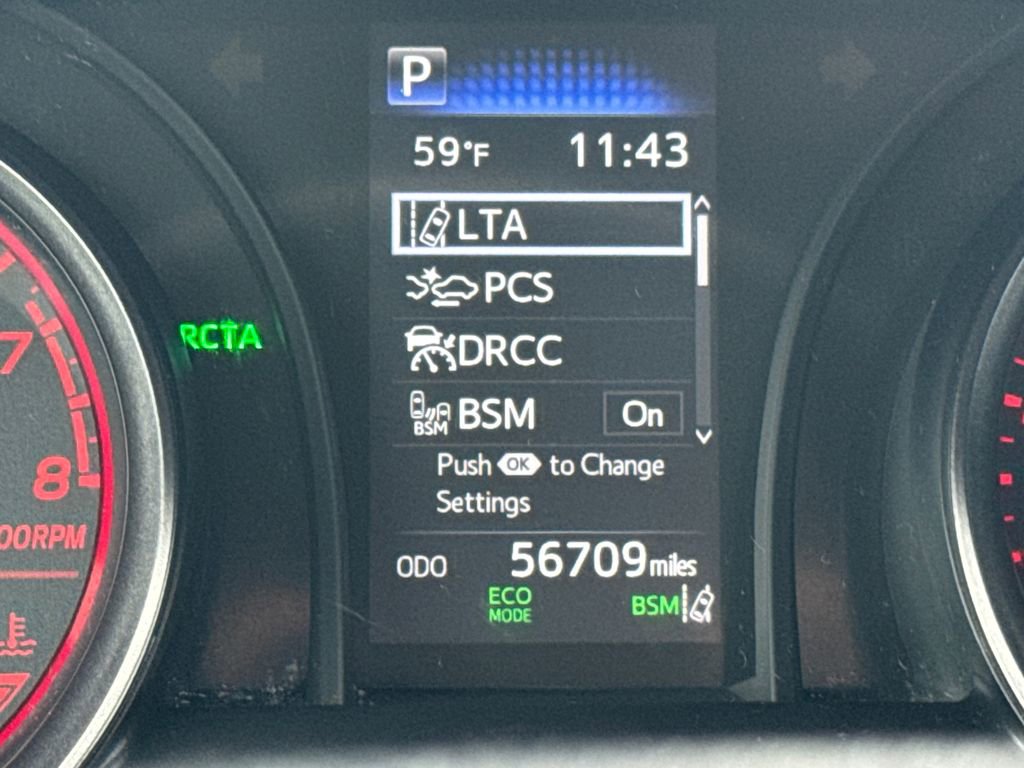 P
59°F 11:43
LTA
PCS
RCTA
7
DRCC
BSM
BSM On
8
Push OK to Change
Settings
00RPM
ODO 56709 miles
ECO
MODE
BSM